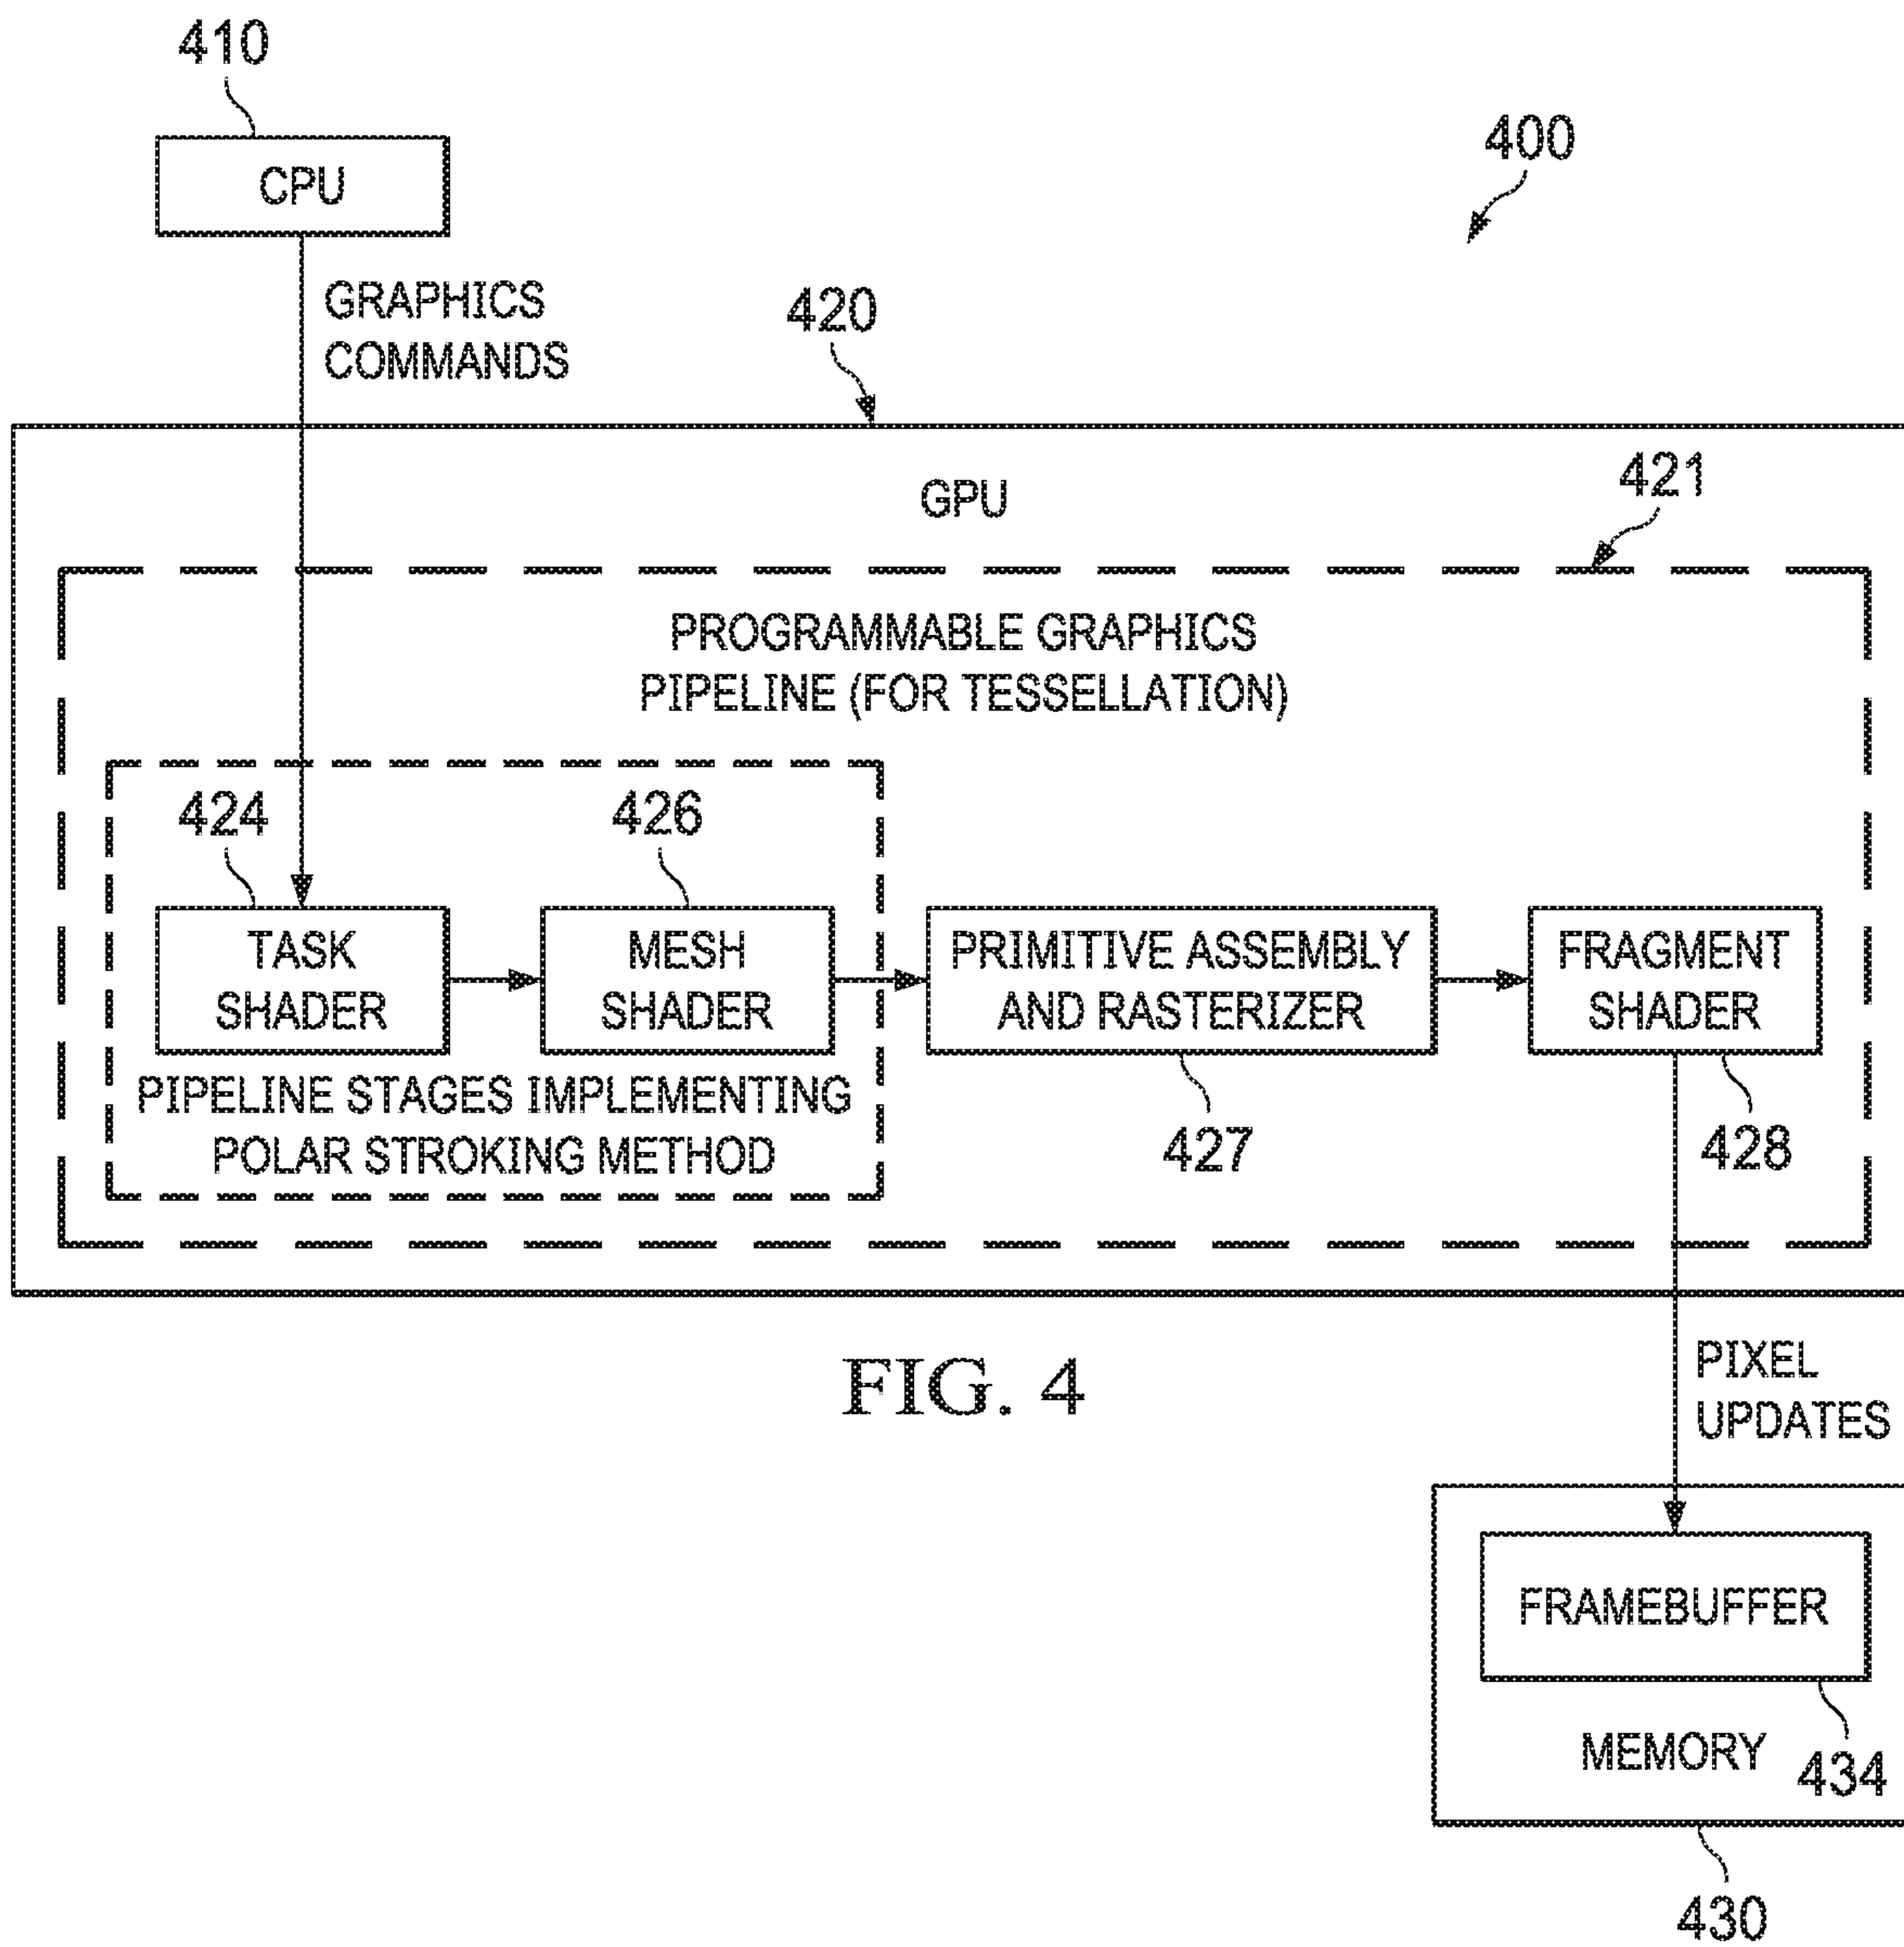 410
CPU
400
GRAPHICS
COMMANDS
420
GPU
421
PROGRAMMABLE GRAPHICS
PIPELINE (FOR TESSELLATION)
424
426
TASK
SHADER
MESH
SHADER
PRIMITIVE ASSEMBLY
AND RASTERIZER
FRAGMENT
SHADER
PIPELINE STAGES IMPLEMENTING
POLAR STROKING METHOD
427
428
FIG. 4
PIXEL
UPDATES
FRAMEBUFFER
MEMORY
434
430